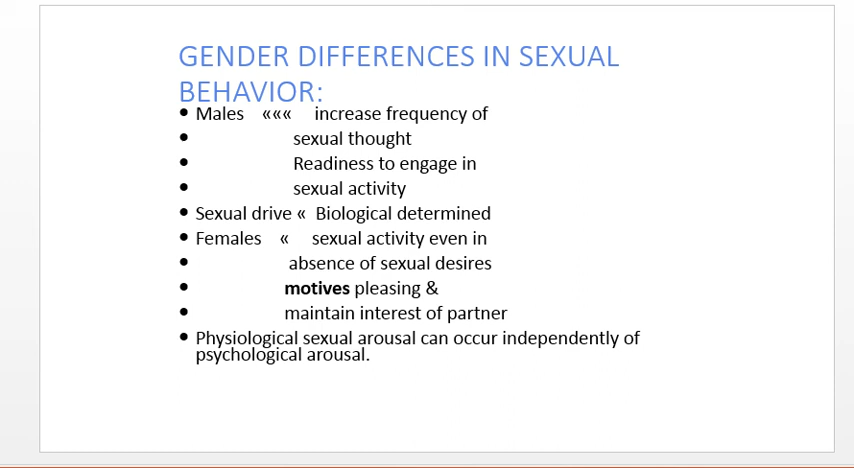 GENDER DIFFERENCES IN SEXUAL
BEHAVIOR:
• Males «‹‹ increase frequency of
• sexual thought
• Readiness to engage in
• sexual activity
• Sexual drive « Biological determined
• Females « sexual activity even in
• absence of sexual desires
• motives pleasing &
• maintain interest of partner
• Physiological sexual arousal can occur independently of
psychological arousal.